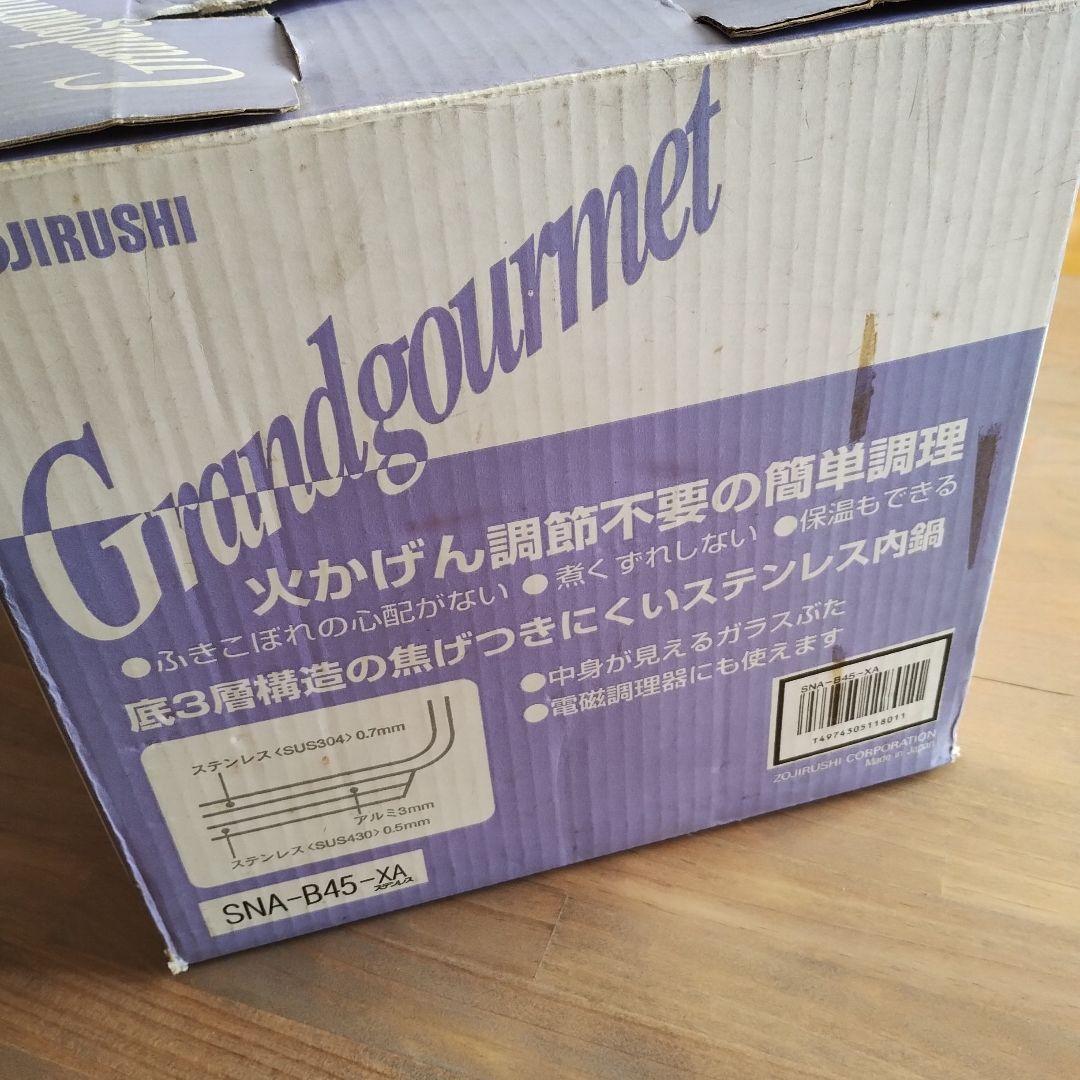 Grandgourmet
ZOJIRUSHI
Grandgourmet
火かげん調節不要の簡単調理
●ふきこぼれの心配がない ●煮くずれしない ●保温もできる
底3層構造の焦げつきにくいステンレス内鍋
●中身が見えるガラスぶた
●電磁調理器にも使えます
ステンレス〈SUS304〉0.7mm
アルミ3mm
ステンレス〈SUS430〉0.5mm
SNA-B45-XA
ステンレス
SNA-B45-XA
T4974305118011
ZOJIRUSHI CORPORATION
Made in Japan